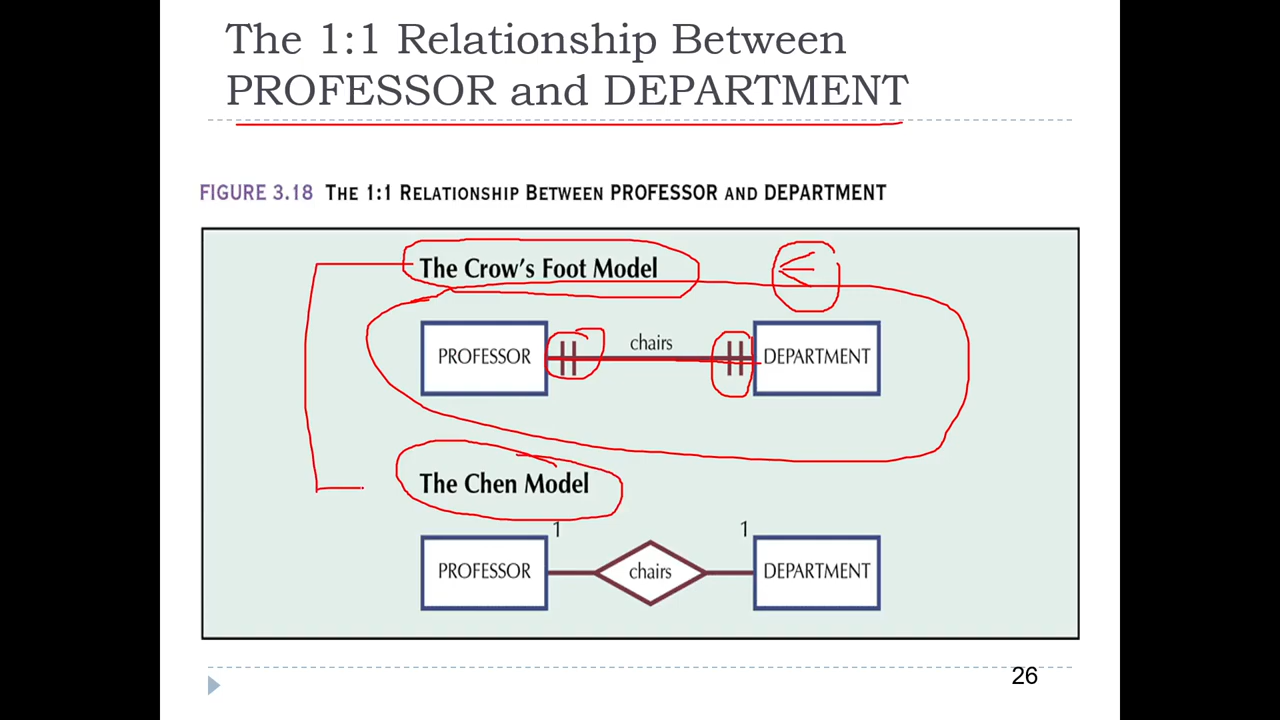 The 1:1 Relationship Between
PROFESSOR and DEPARTMENT
FIGURE 3.18 THE 1:1 RELATIONSHIP BETWEEN PROFESSOR AND DEPARTMENT
The Crow's Foot Model
PROFESSOR chairs DEPARTMENT
The Chen Model
1 1
PROFESSOR chairs DEPARTMENT
26